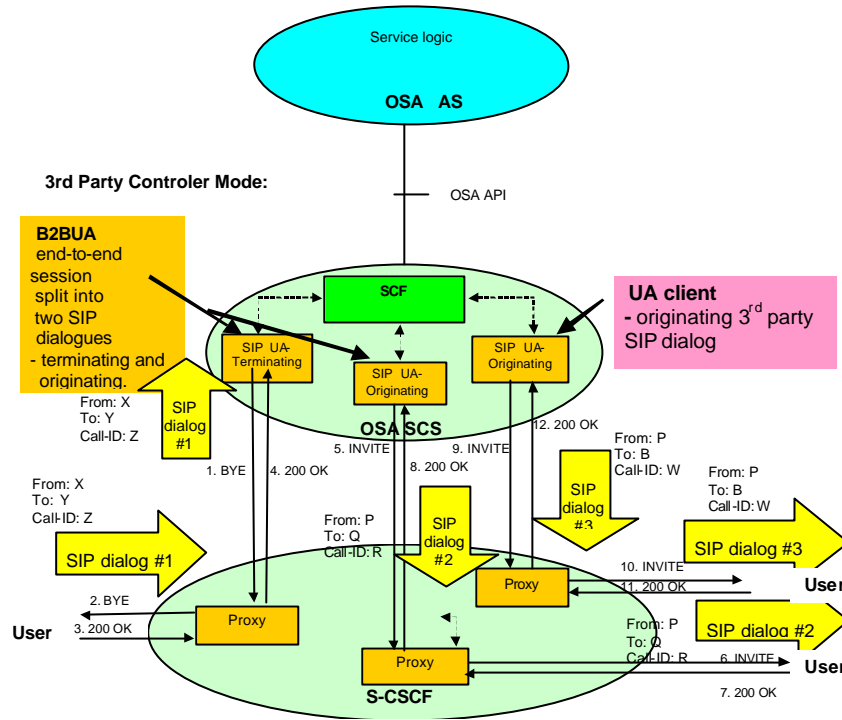 Service logic
OSA AS
3rd Party Controler Mode:
OSA API
B2BUA
end-to-end
session
split into
two SIP
dialogues
- terminating and
originating.
SCF
UA client
- originating 3rd party
SIP dialog
SIP UA-
Terminating
SIP UA-
Originating
SIP UA-
Originating
OSA SCS
From: X
To: Y
Call-ID: Z
SIP
dialog
#1
1. BYE
4. 200 OK
5. INVITE
8. 200 OK
9. INVITE
12. 200 OK
From: X
To: Y
Call-ID: Z
SIP dialog #1
From: P
To: Q
Call-ID: R
SIP
dialog
#2
SIP
dialog
#3
From: P
To: B
Call-ID: W
From: P
To: B
Call-ID: W
SIP dialog #3
10. INVITE
11. 200 OK
User
Proxy
2. BYE
3. 200 OK
User
Proxy
From: P
To: Q
Call-ID: R
SIP dialog #2
Proxy
6. INVITE
7. 200 OK
User
S-CSCF